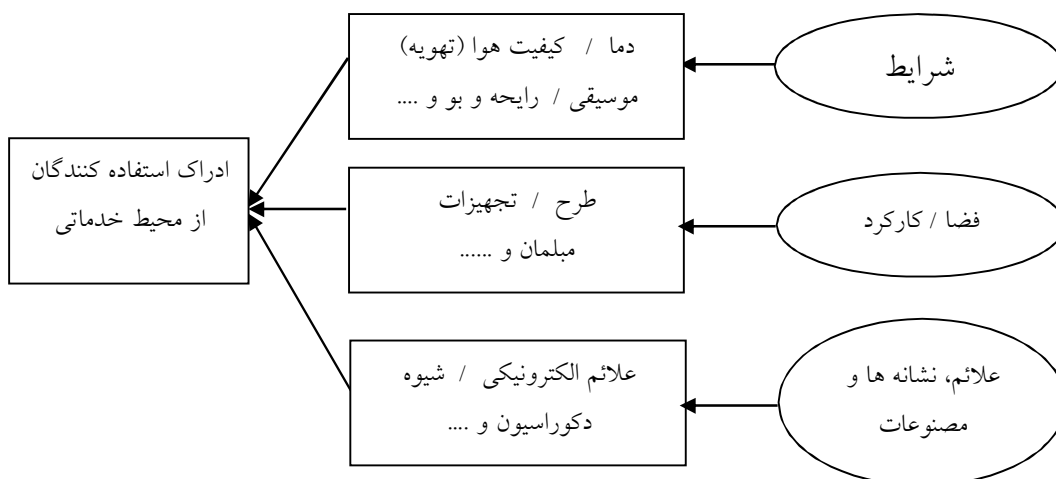 شرایط
دما / کیفیت هوا (تهویه)
موسیقی / رایحه و بو و ....
فضا / کارکرد
طرح / تجهیزات
مبلمان و ......
علائم، نشانه ها و
مصنوعات
علائم الکترونیکی / شیوه
دکوراسیون و ....
ادراک استفاده کنندگان
از محیط خدماتی